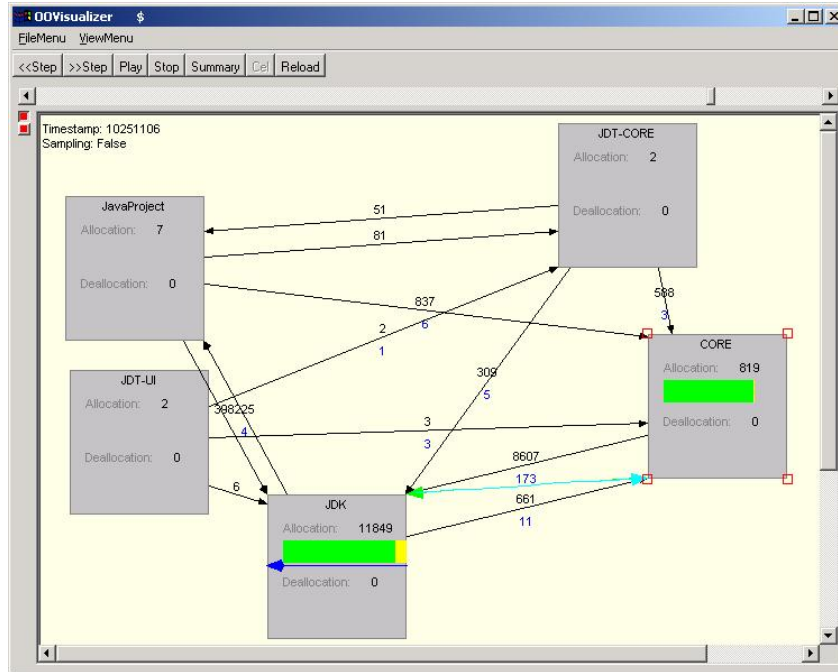 OOVisualizer $
FileMenu ViewMenu
<<Step >>Step Play Stop Summary Cel Reload
Timestamp: 10251106
Sampling: False
JDT-CORE
Allocation: 2
Deallocation: 0
JavaProject
Allocation: 7
Deallocation: 0
51
81
837
6
588
3
2
1
CORE
Allocation: 819
Deallocation: 0
JDT-UI
Allocation: 2
Deallocation: 0
309
5
398225
4
3
3
8607
173
661
11
6
JDK
Allocation: 11849
Deallocation: 0